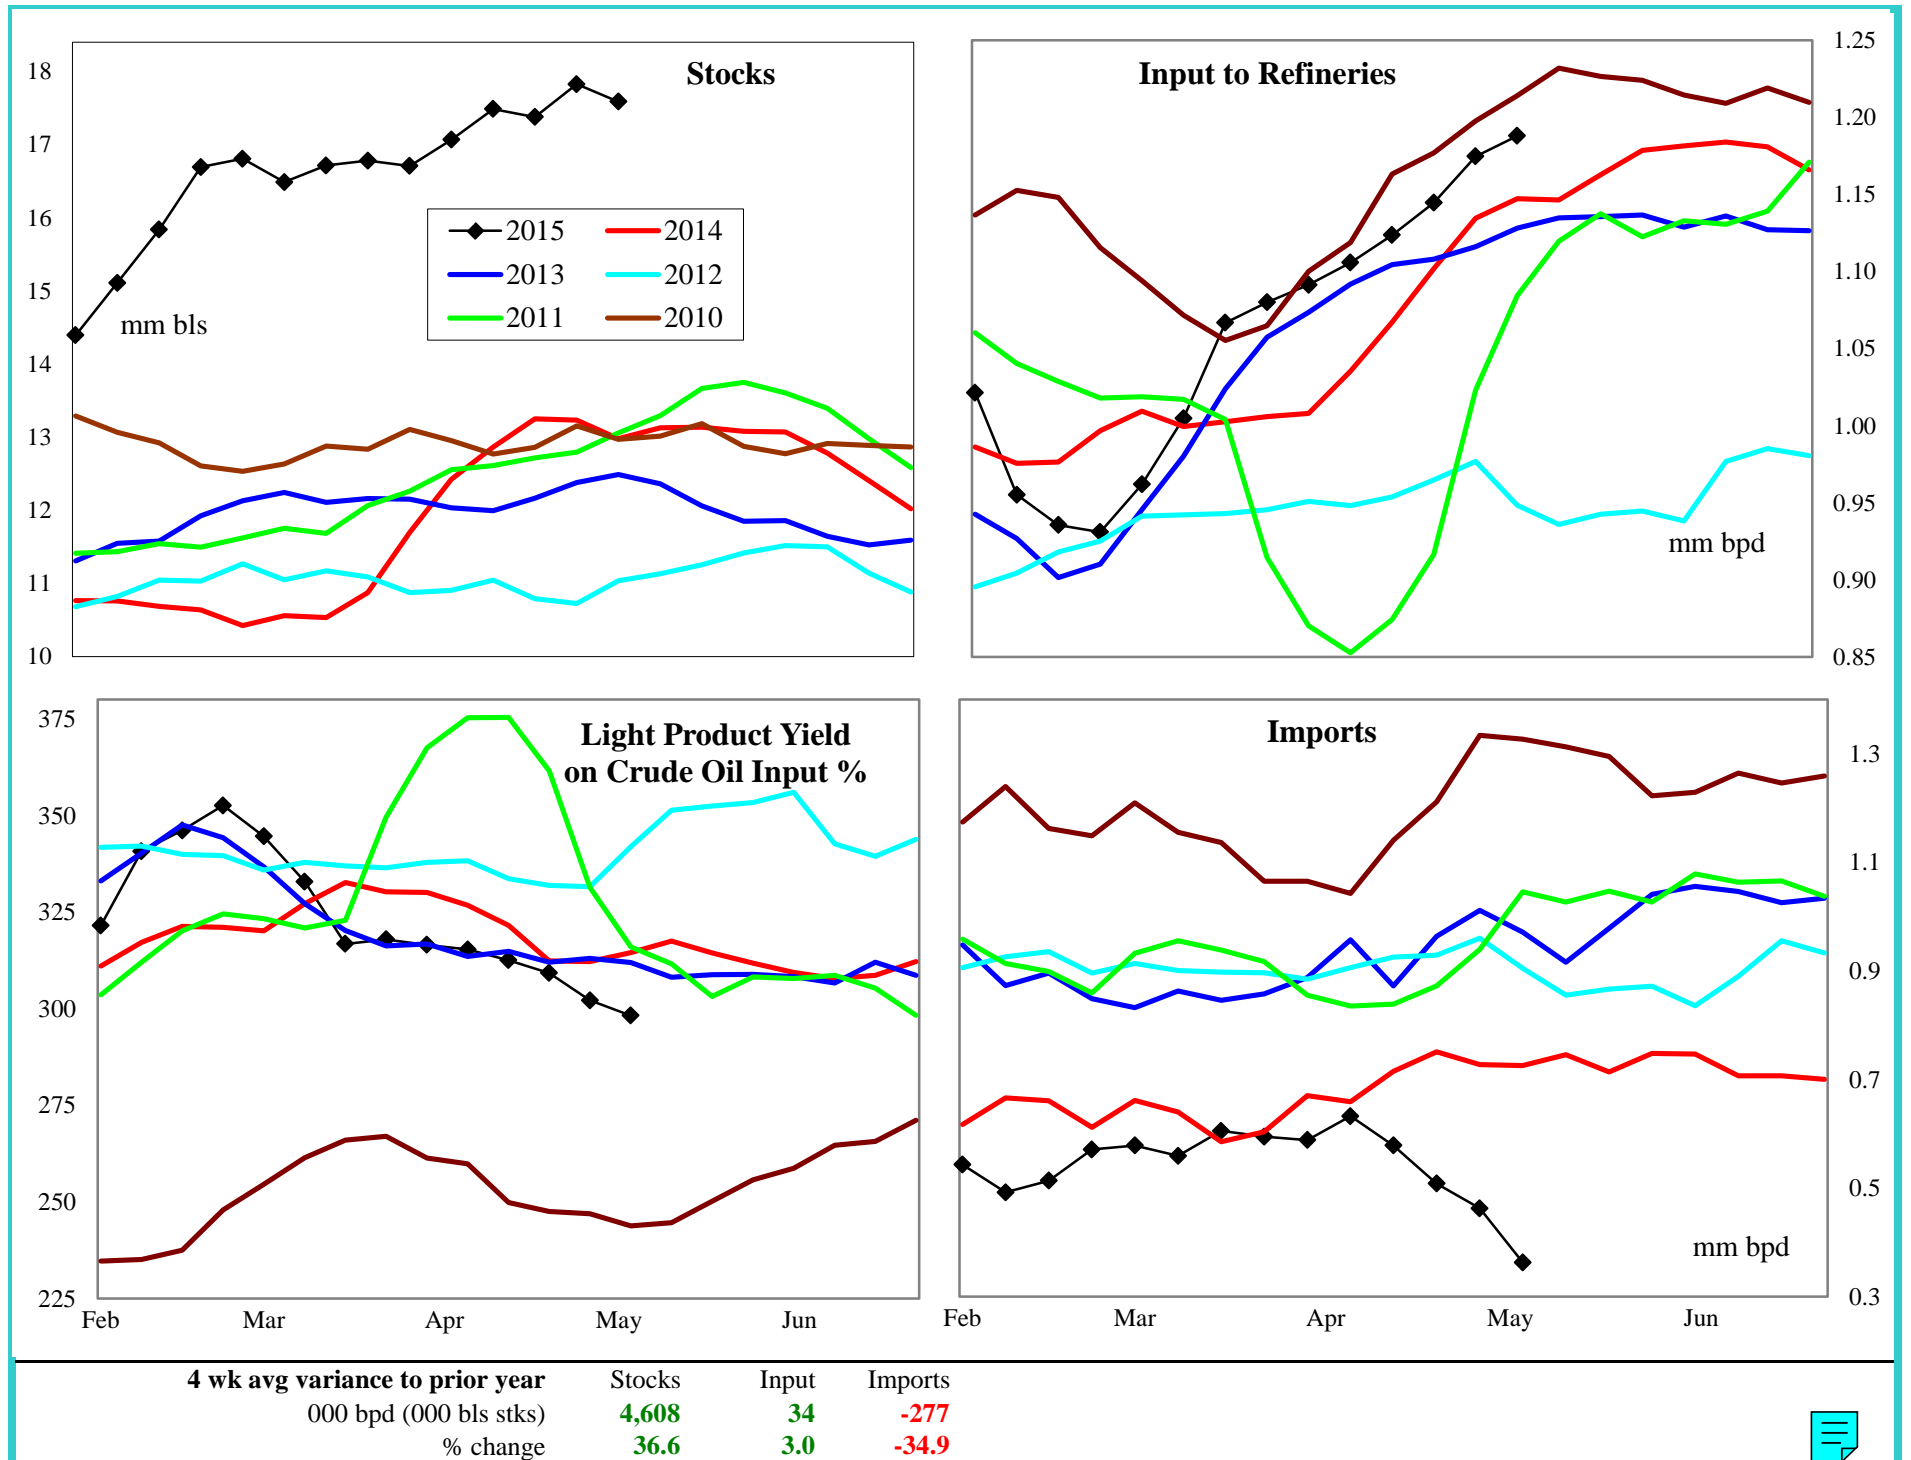 Stocks
18
17
16
15
14
13
12
11
10
mm bls
2015 2014
2013 2012
2011 2010
Input to Refineries
1.25
1.20
1.15
1.10
1.05
1.00
0.95
0.90
0.85
mm bpd
Light Product Yield
on Crude Oil Input %
375
350
325
300
275
250
225
Feb Mar Apr May Jun
Imports
1.3
1.1
0.9
0.7
0.5
0.3
mm bpd
Feb Mar Apr May Jun
4 wk avg variance to prior year Stocks Input Imports
000 bpd (000 bls stks) 4,608 34 -277
% change 36.6 3.0 -34.9